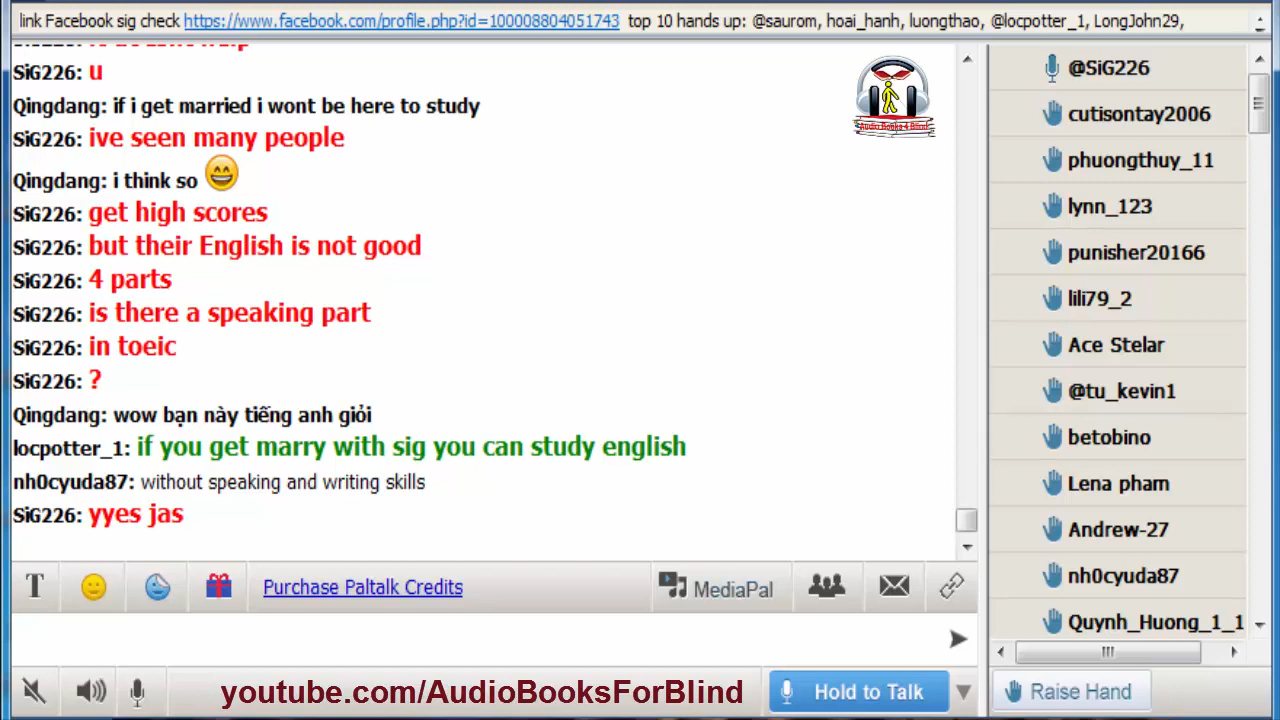 link Facebook sig check https://www.facebook.com/profile.php?id=100008804051743 top 10 hands up: @saurom, hoai_hanh, luongthao, @locpotter_1, LongJohn29,
SiG226: u
Qingdang: if i get married i wont be here to study
SiG226: ive seen many people
Qingdang: i think so
SiG226: get high scores
SiG226: but their English is not good
SiG226: 4 parts
SiG226: is there a speaking part
SiG226: in toeic
SiG226: ?
Qingdang: wow bạn này tiếng anh giỏi
locpotter_1: if you get marry with sig you can study english
nh0cyuda87: without speaking and writing skills
SiG226: yyes jas
Audio Books 4 Blind
@SiG226
cutisontay2006
phuongthuy_11
lynn_123
punisher20166
lili79_2
Ace Stelar
@tu_kevin1
betobino
Lena pham
Andrew-27
nh0cyuda87
Quynh_Huong_1_1
T
Purchase Paltalk Credits
MediaPal
youtube.com/AudioBooksForBlind
Hold to Talk
Raise Hand